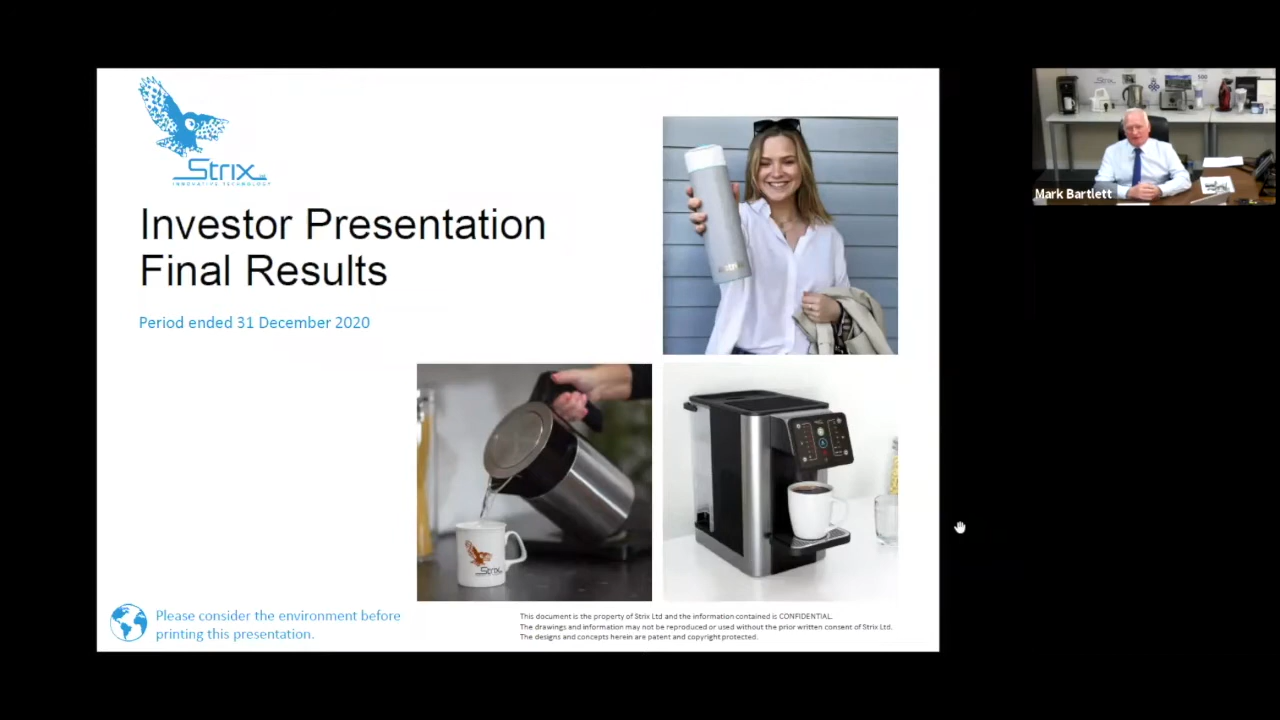 Strix
INNOVATIVE TECHNOLOGY
Investor Presentation
Final Results
Period ended 31 December 2020
Strix
Please consider the environment before
printing this presentation.
This document is the property of Strix Ltd and the information contained is CONFIDENTIAL.
The drawings and information may not be reproduced or used without the prior written consent of Strix Ltd.
The designs and concepts herein are patent and copyright protected.
Strix
Mark Bartlett